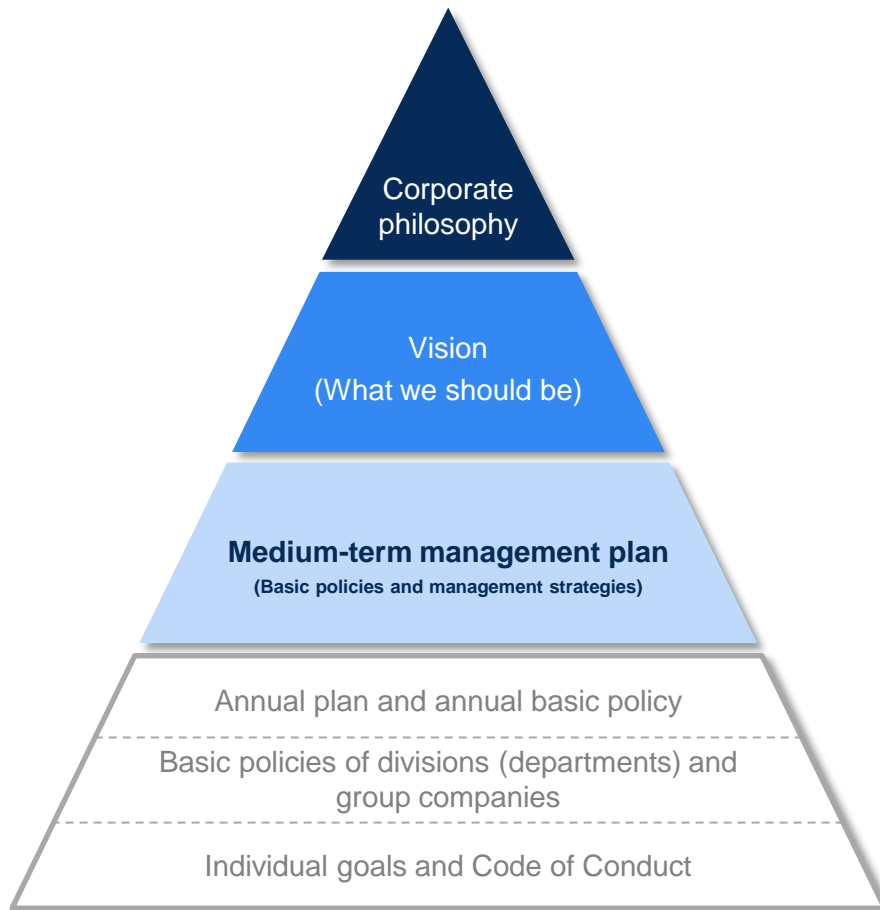 Corporate
philosophy
Vision
(What we should be)
Medium-term management plan
(Basic policies and management strategies)
Annual plan and annual basic policy
Basic policies of divisions (departments) and
group companies
Individual goals and Code of Conduct